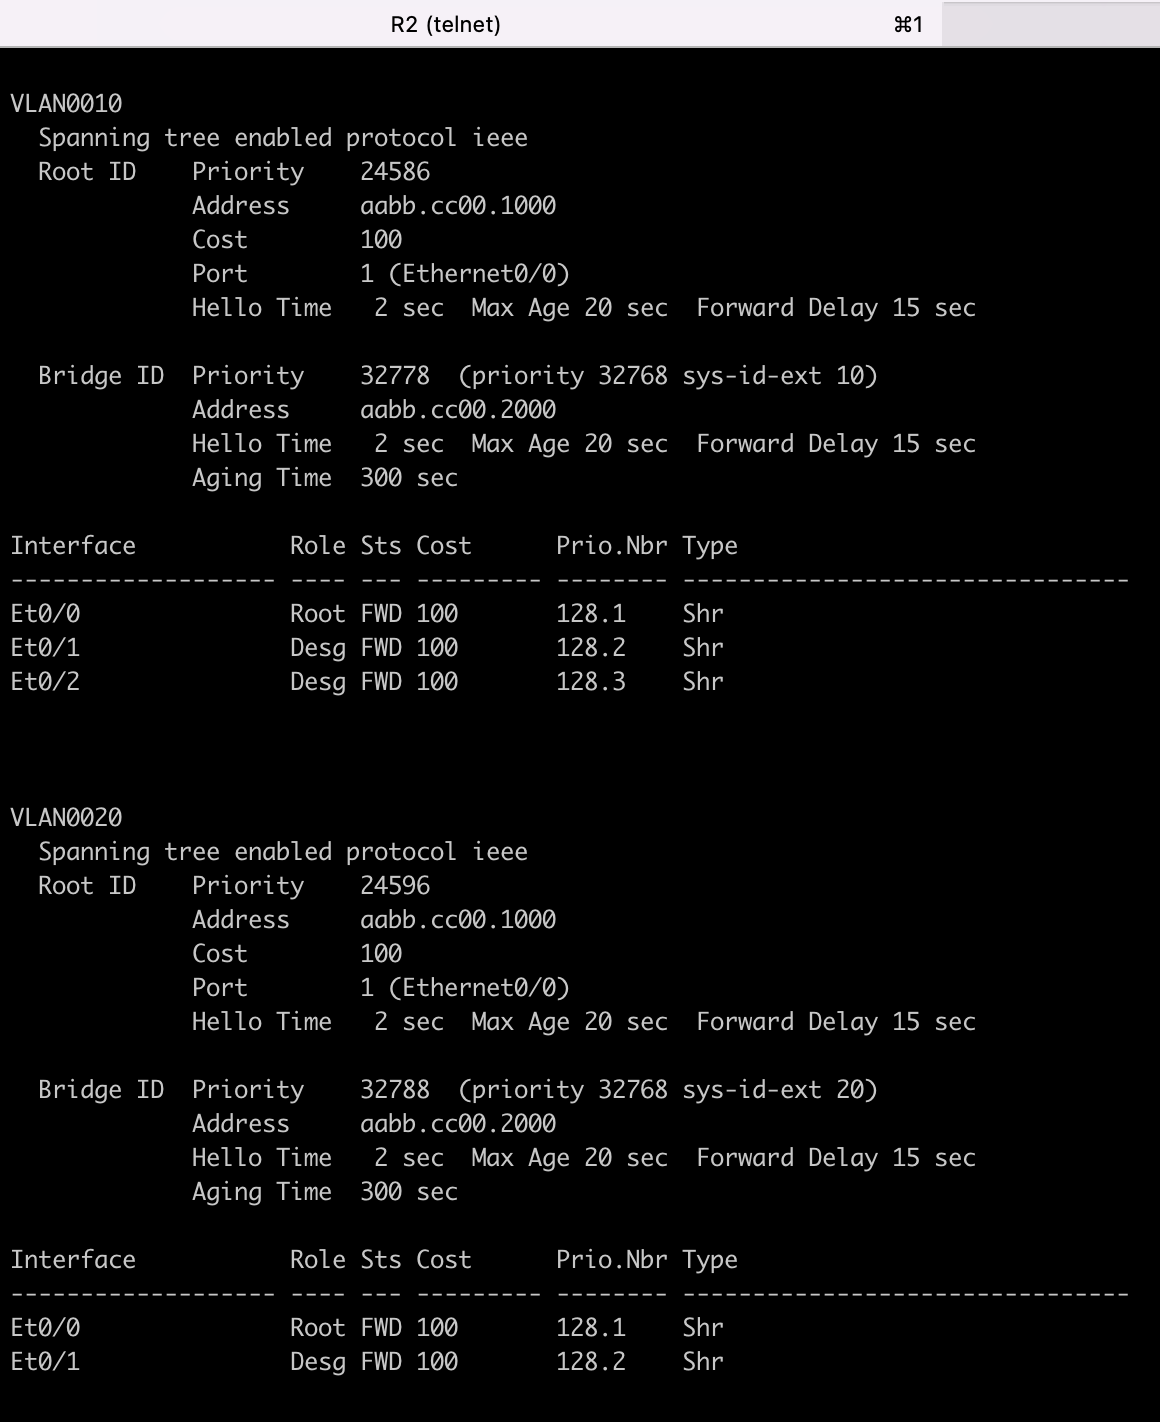 R2 (telnet) ⌘1
VLAN0010
  Spanning tree enabled protocol ieee
  Root ID    Priority    24586
             Address     aabb.cc00.1000
             Cost        100
             Port        1 (Ethernet0/0)
             Hello Time   2 sec  Max Age 20 sec  Forward Delay 15 sec
  Bridge ID  Priority    32778  (priority 32768 sys-id-ext 10)
             Address     aabb.cc00.2000
             Hello Time   2 sec  Max Age 20 sec  Forward Delay 15 sec
             Aging Time  300 sec
Interface           Role Sts Cost      Prio.Nbr Type
------------------- ---- --- --------- -------- --------------------------------
Et0/0               Root FWD 100       128.1    Shr
Et0/1               Desg FWD 100       128.2    Shr
Et0/2               Desg FWD 100       128.3    Shr
VLAN0020
  Spanning tree enabled protocol ieee
  Root ID    Priority    24596
             Address     aabb.cc00.1000
             Cost        100
             Port        1 (Ethernet0/0)
             Hello Time   2 sec  Max Age 20 sec  Forward Delay 15 sec
  Bridge ID  Priority    32788  (priority 32768 sys-id-ext 20)
             Address     aabb.cc00.2000
             Hello Time   2 sec  Max Age 20 sec  Forward Delay 15 sec
             Aging Time  300 sec
Interface           Role Sts Cost      Prio.Nbr Type
------------------- ---- --- --------- -------- --------------------------------
Et0/0               Root FWD 100       128.1    Shr
Et0/1               Desg FWD 100       128.2    Shr